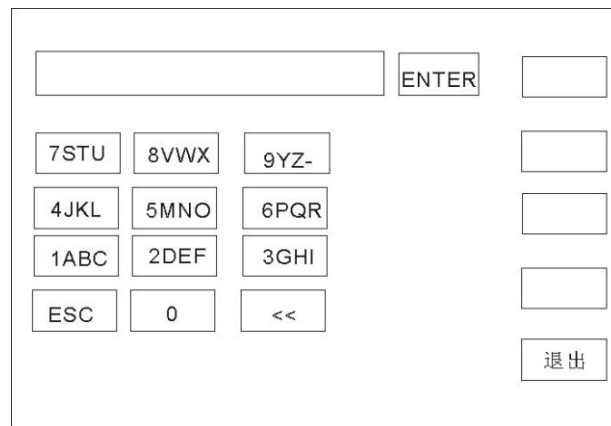 ENTER
7STU 8VWX 9YZ-
4JKL 5MNO 6PQR
1ABC 2DEF 3GHI
ESC 0 <<
退出